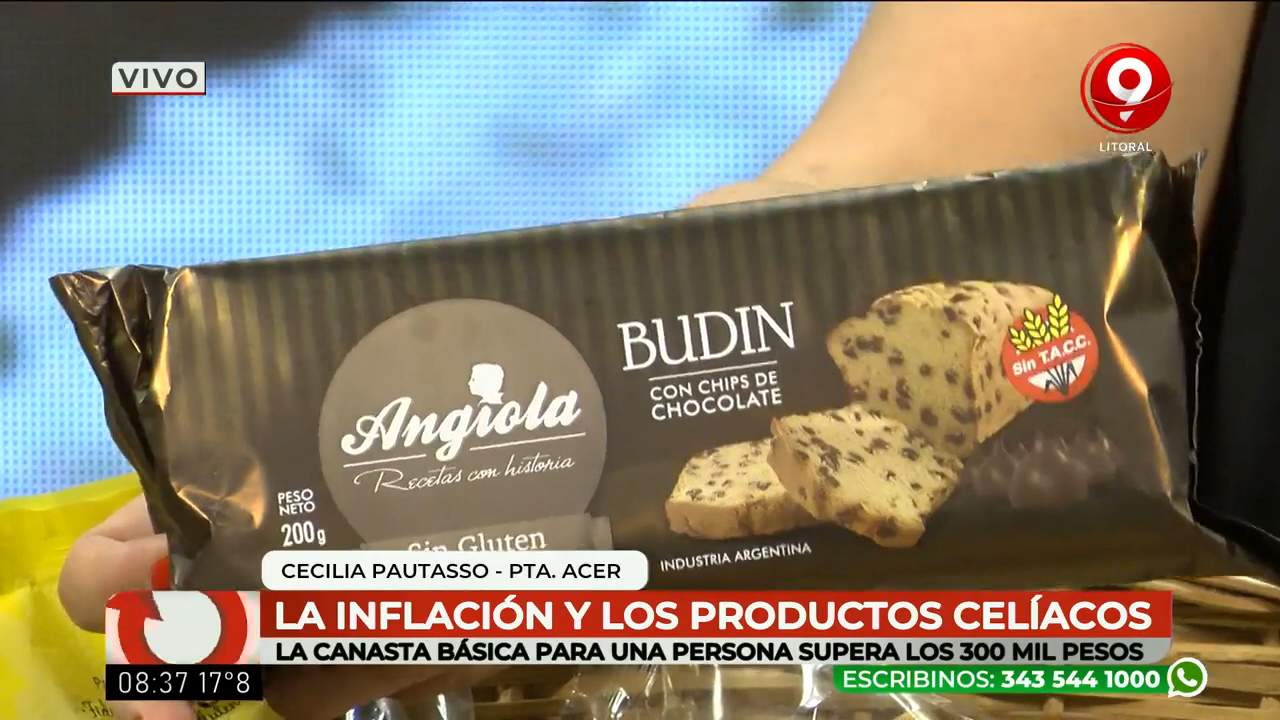 VIVO
9
LITORAL
BUDIN
CON CHIPS DE
CHOCOLATE
Sin T.A.C.C.
Angiola
Recetas con historia
PESO
NETO
200g
Sin Gluten
INDUSTRIA ARGENTINA
CECILIA PAUTASSO - PTA. ACER
LA INFLACIÓN Y LOS PRODUCTOS CELÍACOS
LA CANASTA BÁSICA PARA UNA PERSONA SUPERA LOS 300 MIL PESOS
08:37 17°8
ESCRIBINOS: 343 544 1000